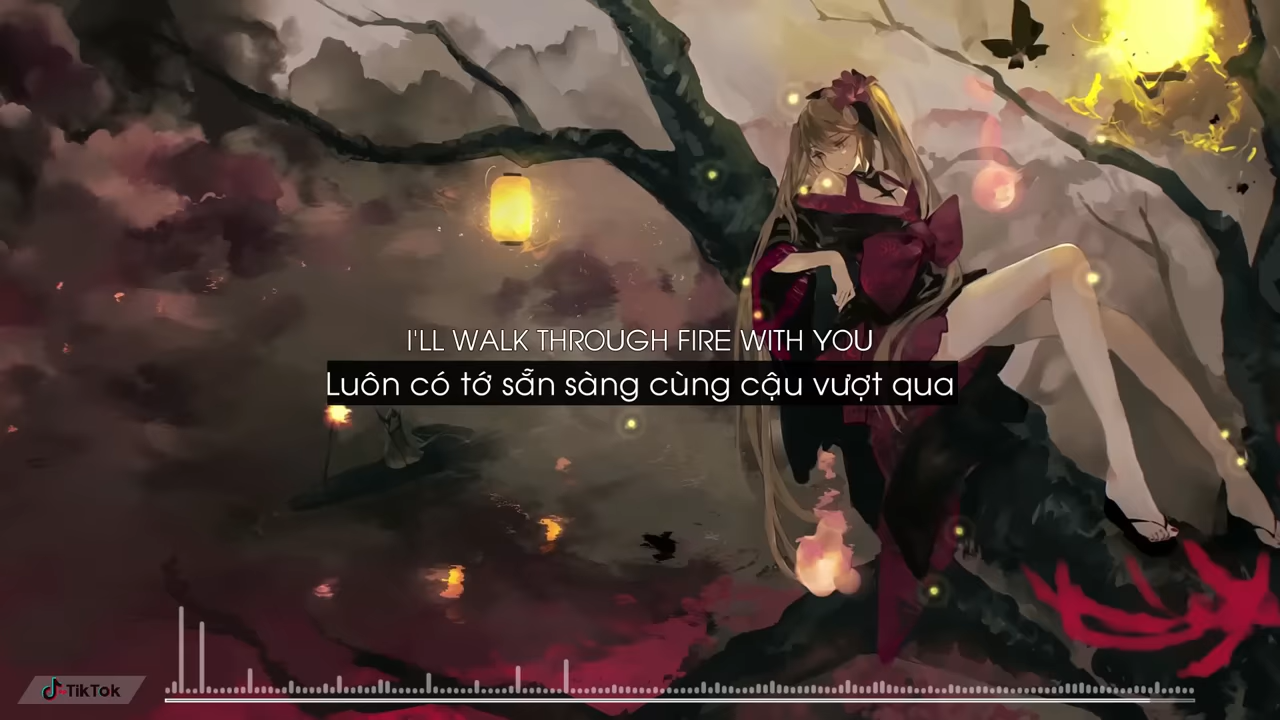 I'LL WALK THROUGH FIRE WITH YOU
Luôn có tớ sẵn sàng cùng cậu vượt qua
TikTok